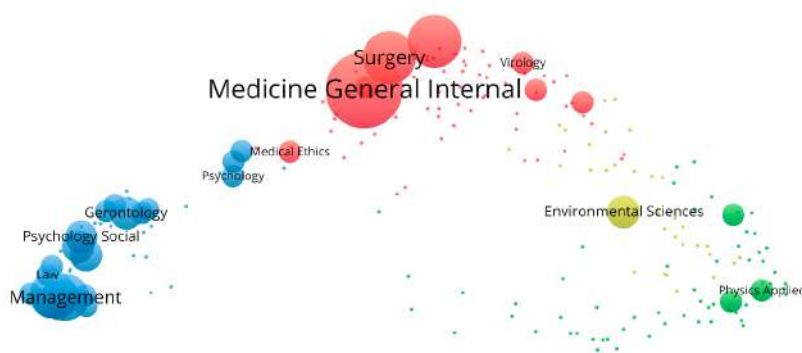 Surgery
Virology
Medicine General Internal
Medical Ethics
Psychology
Gerontology
Environmental Sciences
Psychology Social
Law
Management
Physics Applied